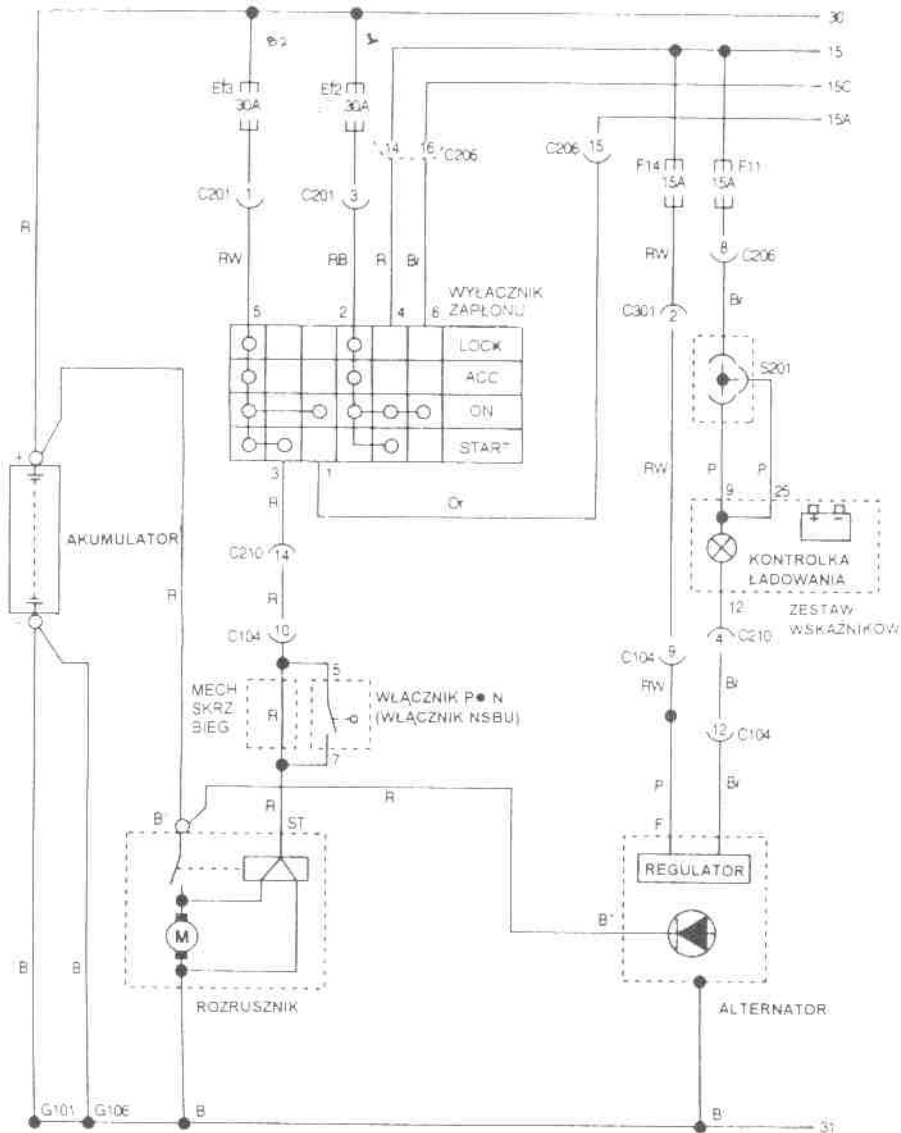 30
15
15C
15A
B2
Ef3
30A
Ef2
30A
14
16
C206
C206
15
F14
15A
F11
15A
C201
1
C201
3
8
C206
R
RW
RB
R
Br
RW
Br
C301
2
WYŁĄCZNIK
ZAPŁONU
5
2
4
6
LOCK
ACC
ON
START
S201
3
1
R
Or
RW
P
P
9
25
+
AKUMULATOR
C210
14
R
R
C104
10
+ −
KONTROLKA
ŁADOWANIA
12
ZESTAW
WSKAŹNIKÓW
4
C210
C104
9
MECH
SKRZ
BIEG
R
5
7
WŁĄCZNIK P●N
(WŁĄCZNIK NSBU)
RW
Br
12
C104
R
R
P
Br
B+
ST
F
REGULATOR
M
B+
B
B
ROZRUSZNIK
ALTERNATOR
G101
G106
B
B
31